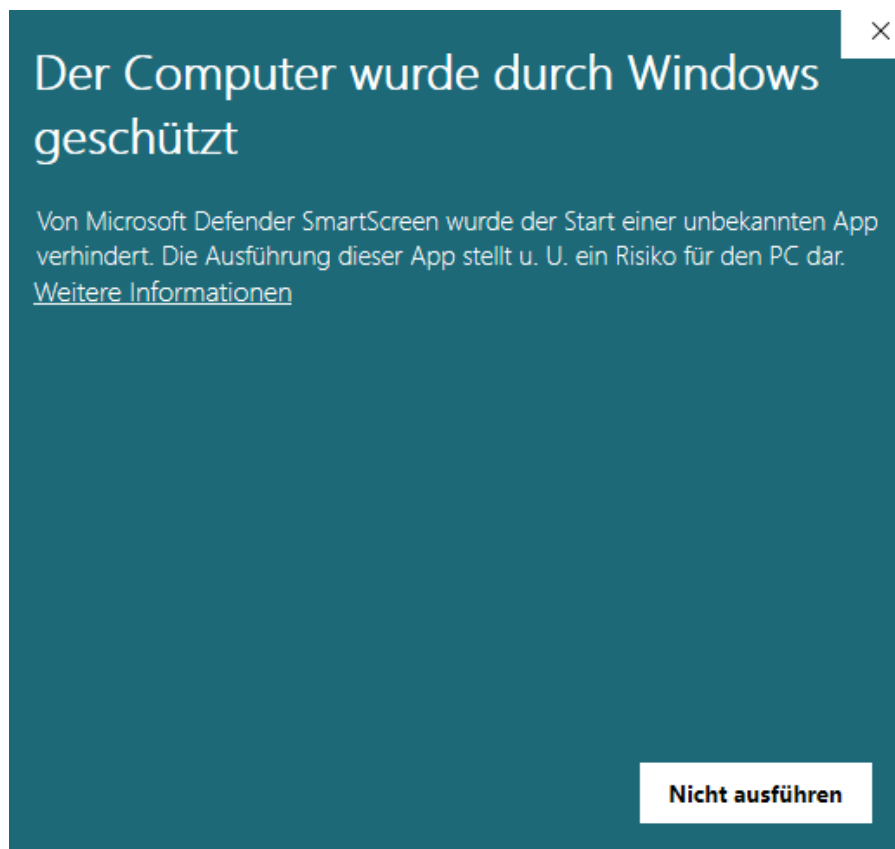 Der Computer wurde durch Windows
geschützt
Von Microsoft Defender SmartScreen wurde der Start einer unbekannten App
verhindert. Die Ausführung dieser App stellt u. U. ein Risiko für den PC dar.
Weitere Informationen
Nicht ausführen